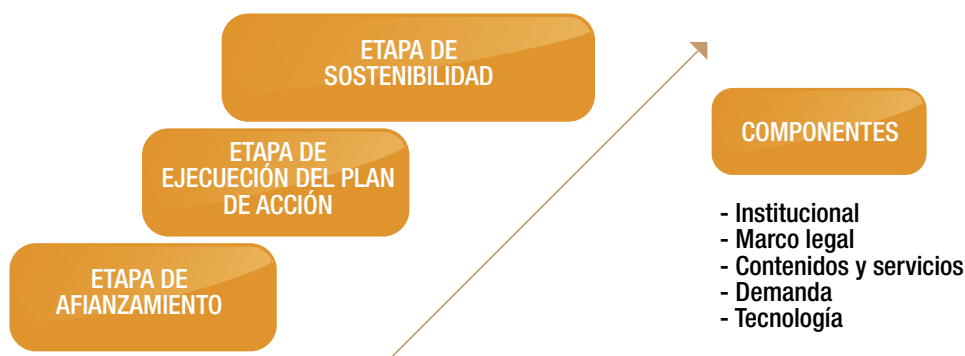 ETAPA DE
SOSTENIBILIDAD
ETAPA DE
EJECUECIÓN DEL PLAN
DE ACCIÓN
ETAPA DE
AFIANZAMIENTO
COMPONENTES
- Institucional
- Marco legal
- Contenidos y servicios
- Demanda
- Tecnología